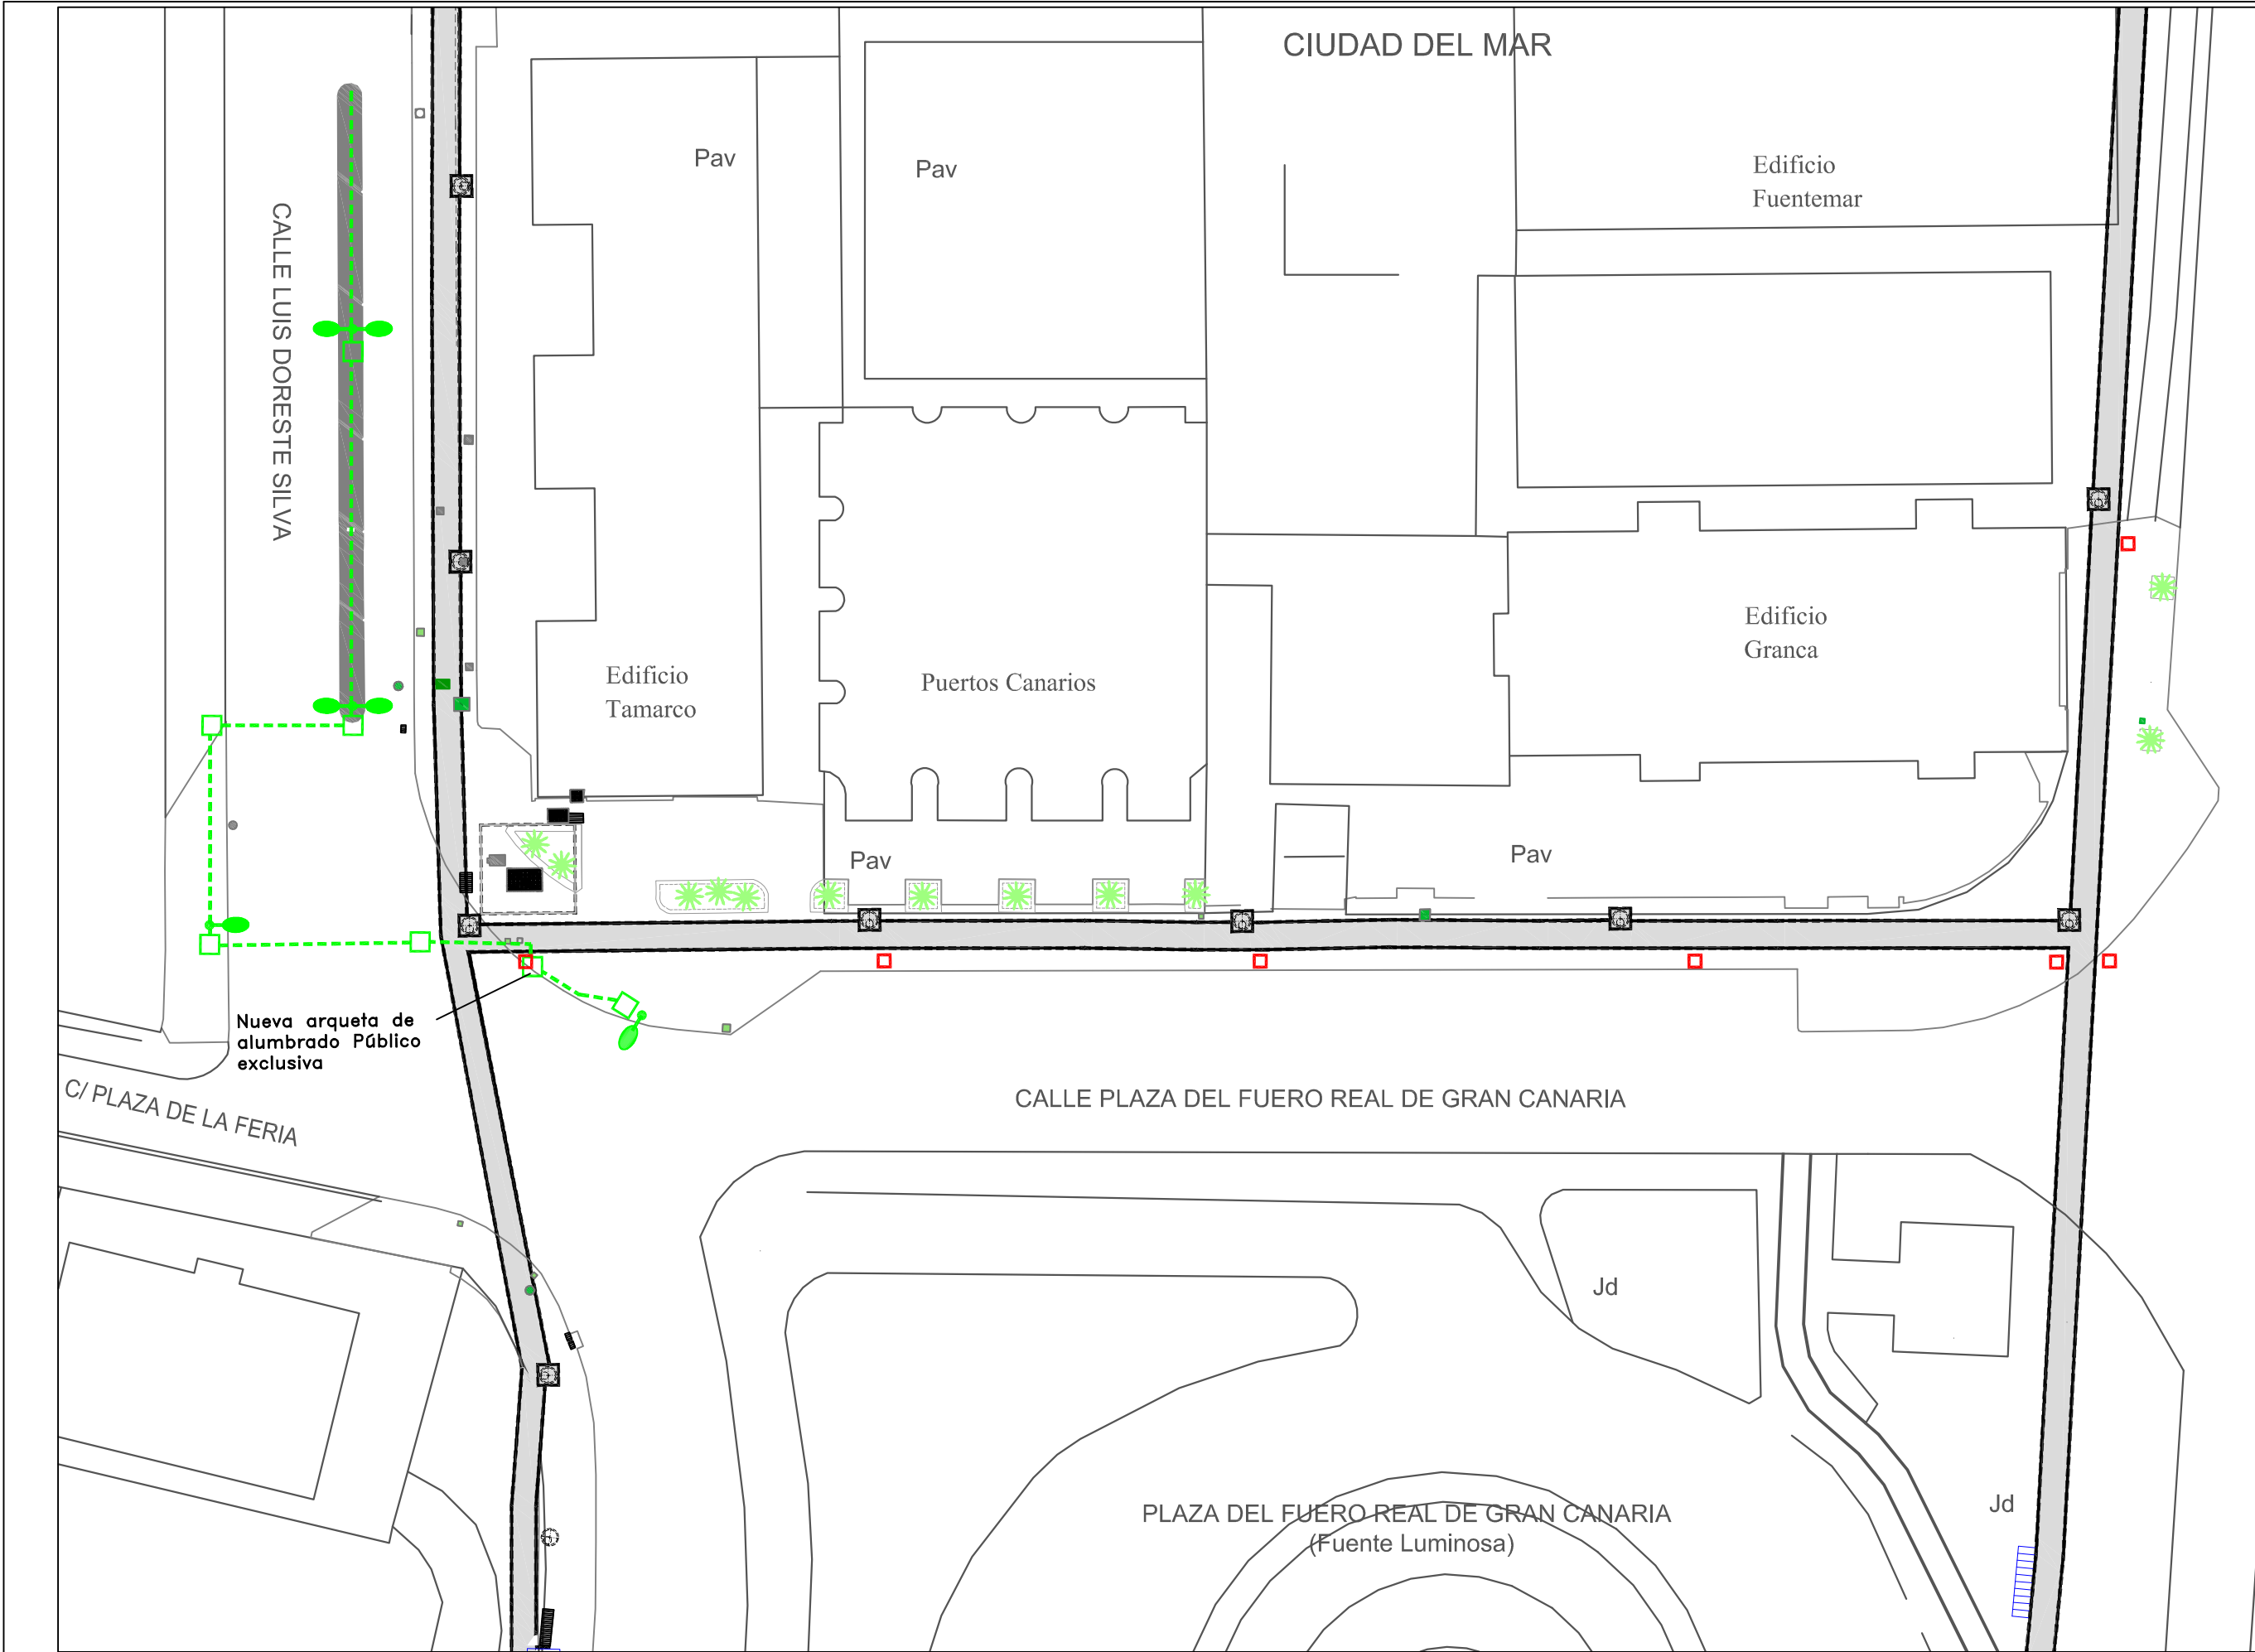 CIUDAD DEL MAR
Pav
Pav
Edificio
Fuentemar
CALLE LUIS DORESTE SILVA
Edificio
Tamarco
Puertos Canarios
Edificio
Granca
Pav
Pav
Nueva arqueta de
alumbrado Público
exclusiva
C/ PLAZA DE LA FERIA
CALLE PLAZA DEL FUERO REAL DE GRAN CANARIA
Jd
PLAZA DEL FUERO REAL DE GRAN CANARIA
(Fuente Luminosa)
Jd